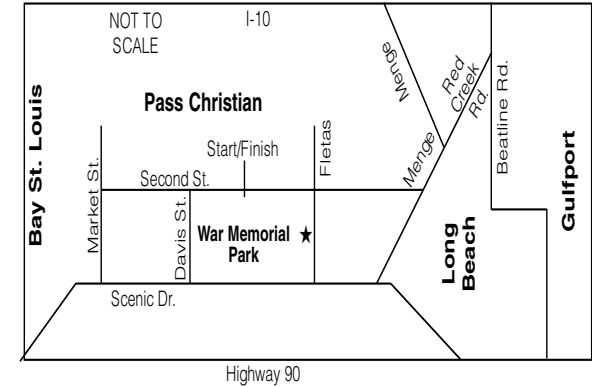 NOT TO
SCALE
I-10
Menge
Red
Creek
Rd.
Beatline Rd.
Bay St. Louis
Pass Christian
Gulfport
Start/Finish
Fletas
Menge
Second St.
Market St.
Davis St.
War Memorial
Park
Long
Beach
Scenic Dr.
Highway 90